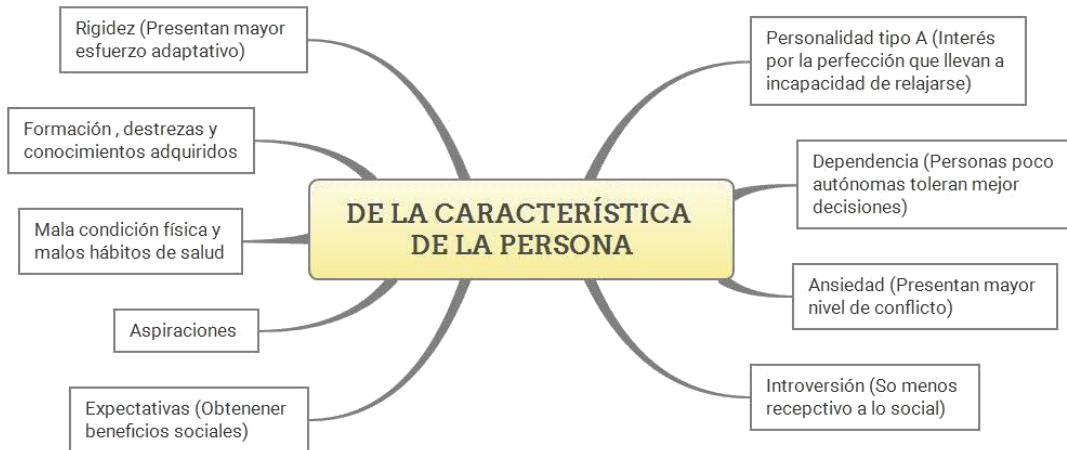 Rigidez (Presentan mayor
esfuerzo adaptativo)
Formación , destrezas y
conocimientos adquiridos
Mala condición física y
malos hábitos de salud
Aspiraciones
Expectativas (Obtenener
beneficios sociales)
DE LA CARACTERÍSTICA
DE LA PERSONA
Personalidad tipo A (Interés
por la perfección que llevan a
incapacidad de relajarse)
Dependencia (Personas poco
autónomas toleran mejor
decisiones)
Ansiedad (Presentan mayor
nivel de conflicto)
Introversión (So menos
recepctivo a lo social)